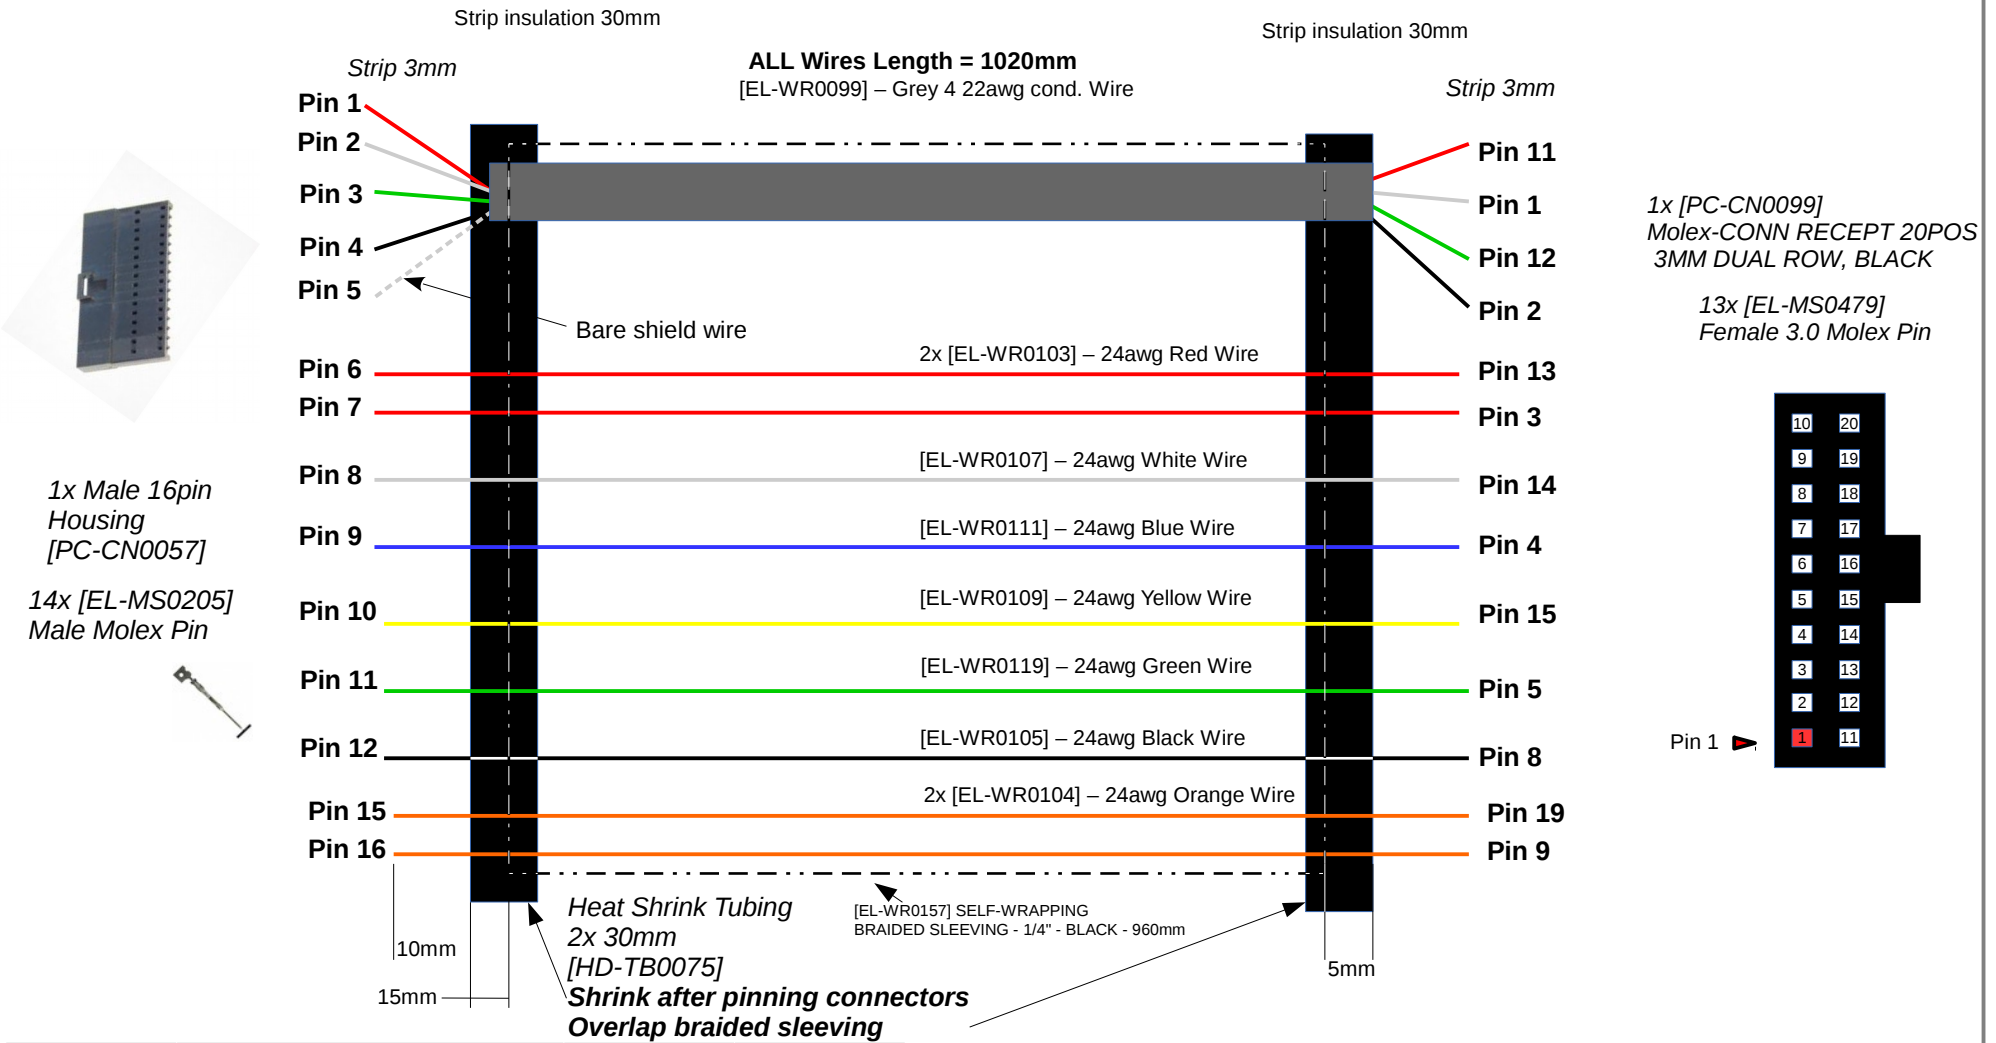 Strip insulation 30mm
Strip insulation 30mm
ALL Wires Length = 1020mm
[EL-WR0099] – Grey 4 22awg cond. Wire
Strip 3mm
Strip 3mm
Pin 1
Pin 2
Pin 3
Pin 4
Pin 5
Bare shield wire
Pin 11
Pin 1
Pin 12
Pin 2
1x [PC-CN0099]
Molex-CONN RECEPT 20POS
3MM DUAL ROW, BLACK
13x [EL-MS0479]
Female 3.0 Molex Pin
2x [EL-WR0103] – 24awg Red Wire
Pin 6
Pin 13
Pin 7
Pin 3
[EL-WR0107] – 24awg White Wire
Pin 8
Pin 14
[EL-WR0111] – 24awg Blue Wire
Pin 9
Pin 4
[EL-WR0109] – 24awg Yellow Wire
Pin 10
Pin 15
[EL-WR0119] – 24awg Green Wire
Pin 11
Pin 5
[EL-WR0105] – 24awg Black Wire
Pin 12
Pin 8
2x [EL-WR0104] – 24awg Orange Wire
Pin 15
Pin 19
Pin 16
Pin 9
1x Male 16pin
Housing
[PC-CN0057]
14x [EL-MS0205]
Male Molex Pin
10 20
9 19
8 18
7 17
6 16
5 15
4 14
3 13
2 12
1 11
Pin 1
Heat Shrink Tubing
2x 30mm
[HD-TB0075]
Shrink after pinning connectors
Overlap braided sleeving
[EL-WR0157] SELF-WRAPPING
BRAIDED SLEEVING - 1/4" - BLACK - 960mm
10mm
15mm
5mm